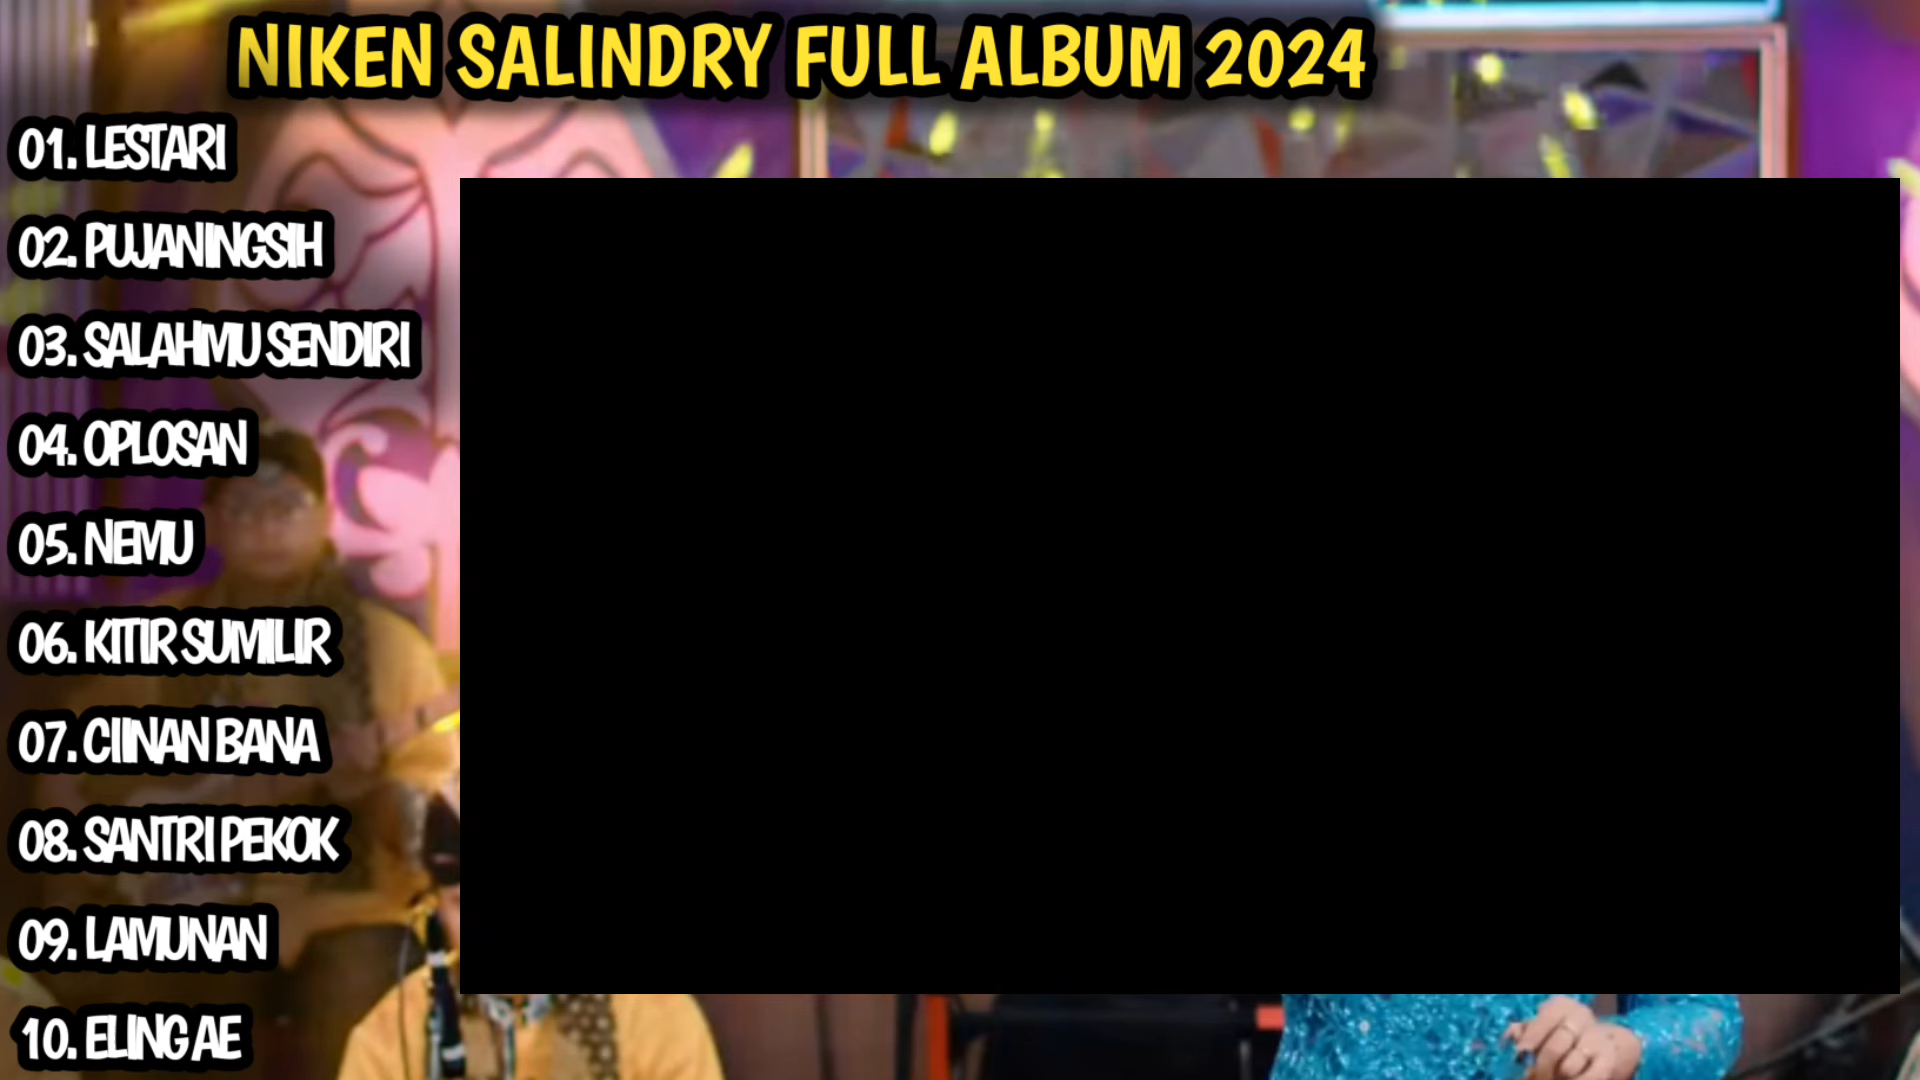 NIKEN SALINDRY FULL ALBUM 2024
01. LESTARI
02. PUJANINGSIH
03. SALAHMU SENDIRI
04. OPLOSAN
05. NEMU
06. KITIR SUMILIR
07. CIINAN BANA
08. SANTRI PEKOK
09. LAMUNAN
10. ELING AE